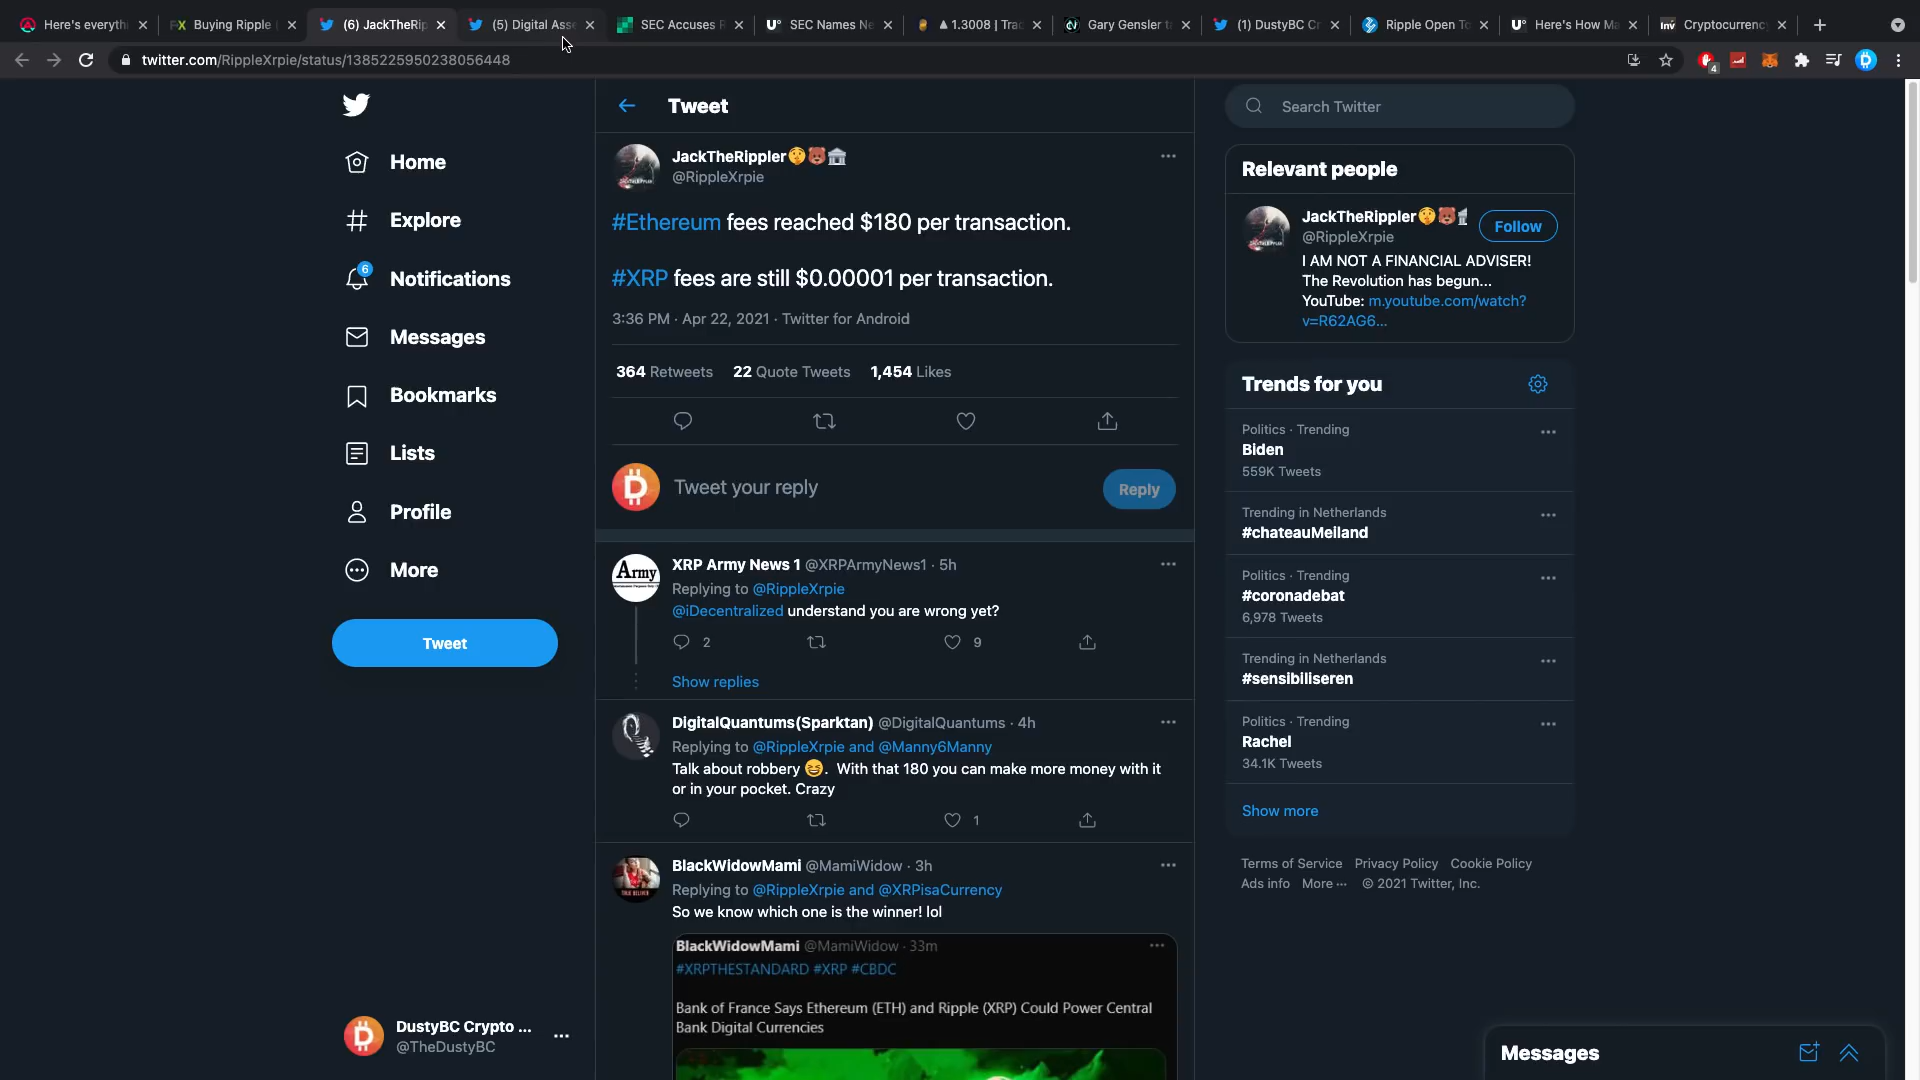 Here's everythi
Buying Ripple
(6) JackTheRip
(5) Digital Ass
SEC Accuses R
SEC Names Ne
▲ 1.3008 | Trac
Gary Gensler ta
(1) DustyBC Cr
Ripple Open To
Here's How Ma
Cryptocurrenc
twitter.com/RippleXrpie/status/1385225950238056448
4
Home
Explore
6
Notifications
Messages
Bookmarks
Lists
Profile
More
Tweet
DustyBC Crypto ...
@TheDustyBC
Tweet
JackTheRippler🤫🐻🏛️
@RippleXrpie
#Ethereum fees reached $180 per transaction.
#XRP fees are still $0.00001 per transaction.
3:36 PM · Apr 22, 2021 · Twitter for Android
364 Retweets 22 Quote Tweets 1,454 Likes
Tweet your reply
Reply
Army
XRP Army News 1 @XRPArmyNews1 · 5h
Replying to @RippleXrpie
@iDecentralized understand you are wrong yet?
2
9
Show replies
DigitalQuantums(Sparktan) @DigitalQuantums · 4h
Replying to @RippleXrpie and @Manny6Manny
Talk about robbery 😆. With that 180 you can make more money with it
or in your pocket. Crazy
1
BlackWidowMami @MamiWidow · 3h
Replying to @RippleXrpie and @XRPisaCurrency
So we know which one is the winner! lol
BlackWidowMami @MamiWidow · 33m
#XRPTHESTANDARD #XRP #CBDC
Bank of France Says Ethereum (ETH) and Ripple (XRP) Could Power Central
Bank Digital Currencies
Search Twitter
Relevant people
JackTheRippler🤫🐻
@RippleXrpie
Follow
I AM NOT A FINANCIAL ADVISER!
The Revolution has begun...
YouTube: m.youtube.com/watch?
v=R62AG6...
Trends for you
Politics · Trending
Biden
559K Tweets
Trending in Netherlands
#chateauMeiland
Politics · Trending
#coronadebat
6,978 Tweets
Trending in Netherlands
#sensibiliseren
Politics · Trending
Rachel
34.1K Tweets
Show more
Terms of Service Privacy Policy Cookie Policy
Ads info More ··· © 2021 Twitter, Inc.
Messages